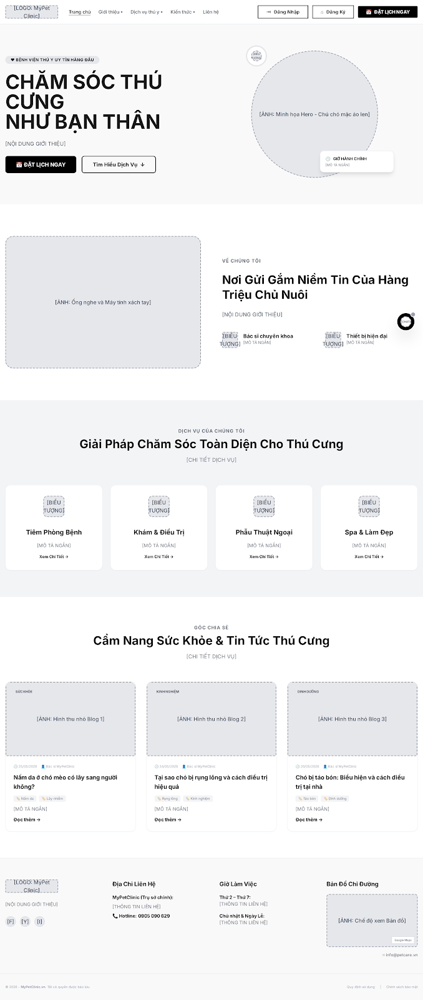 [LOGO: MyPet
Clinic]
Trang chủ
Giới thiệu ▾
Dịch vụ thú y ▾
Kiến thức ▾
Liên hệ
Đăng Nhập
Đăng Ký
📅 ĐẶT LỊCH NGAY
❤ BỆNH VIỆN THÚ Y UY TÍN HÀNG ĐẦU
CHĂM SÓC THÚ
CƯNG
NHƯ BẠN THÂN
[NỘI DUNG GIỚI THIỆU]
📅 ĐẶT LỊCH NGAY
Tìm Hiểu Dịch Vụ ↓
[BIỂU
TƯỢNG]
[ẢNH: Minh họa Hero - Chú chó mặc áo len]
🕒 GIỜ HÀNH CHÍNH
[MÔ TẢ NGẮN]
[ẢNH: Ống nghe và Máy tính xách tay]
VỀ CHÚNG TÔI
Nơi Gửi Gắm Niềm Tin Của Hàng
Triệu Chủ Nuôi
[NỘI DUNG GIỚI THIỆU]
[BIỂU
TƯỢNG]
Bác sĩ chuyên khoa
[MÔ TẢ NGẮN]
[BIỂU
TƯỢNG]
Thiết bị hiện đại
[MÔ TẢ NGẮN]
DỊCH VỤ CỦA CHÚNG TÔI
Giải Pháp Chăm Sóc Toàn Diện Cho Thú Cưng
[CHI TIẾT DỊCH VỤ]
[BIỂU
TƯỢNG]
Tiêm Phòng Bệnh
[MÔ TẢ NGẮN]
Xem Chi Tiết →
[BIỂU
TƯỢNG]
Khám & Điều Trị
[MÔ TẢ NGẮN]
Xem Chi Tiết →
[BIỂU
TƯỢNG]
Phẫu Thuật Ngoại
[MÔ TẢ NGẮN]
Xem Chi Tiết →
[BIỂU
TƯỢNG]
Spa & Làm Đẹp
[MÔ TẢ NGẮN]
Xem Chi Tiết →
GÓC CHIA SẺ
Cẩm Nang Sức Khỏe & Tin Tức Thú Cưng
[CHI TIẾT DỊCH VỤ]
SỨC KHỎE
[ẢNH: Hình thu nhỏ Blog 1]
🕒 25/05/2026 👤 Bác sĩ MyPetClinic
Nấm da ở chó mèo có lây sang người
không?
🏷️ Nấm da
🏷️ Lây nhiễm
[MÔ TẢ NGẮN]
Đọc thêm →
KINH NGHIỆM
[ẢNH: Hình thu nhỏ Blog 2]
🕒 24/05/2026 👤 Bác sĩ MyPetClinic
Tại sao chó bị rụng lông và cách điều trị
hiệu quả
🏷️ Rụng lông
🏷️ Kinh nghiệm
[MÔ TẢ NGẮN]
Đọc thêm →
DINH DƯỠNG
[ẢNH: Hình thu nhỏ Blog 3]
🕒 20/05/2026 👤 Bác sĩ MyPetClinic
Chó bị táo bón: Biểu hiện và cách điều
trị tại nhà
🏷️ Táo bón
🏷️ Dinh dưỡng
[MÔ TẢ NGẮN]
Đọc thêm →
[LOGO: MyPet
Clinic]
[NỘI DUNG GIỚI THIỆU]
[F] [Y] [I]
Địa Chỉ Liên Hệ
MyPetClinic (Trụ sở chính):
[THÔNG TIN LIÊN HỆ]
📞 Hotline: 0905 090 629
Giờ Làm Việc
Thứ 2 – Thứ 7:
[THÔNG TIN LIÊN HỆ]
Chủ nhật & Ngày Lễ:
[THÔNG TIN LIÊN HỆ]
Bản Đồ Chỉ Đường
[ẢNH: Chế độ xem Bản đồ]
Google Maps
info@petcare.vn
© 2026 – MyPetClinic.vn. Tất cả quyền được bảo lưu.
Quy định sử dụng | Chính sách bảo mật